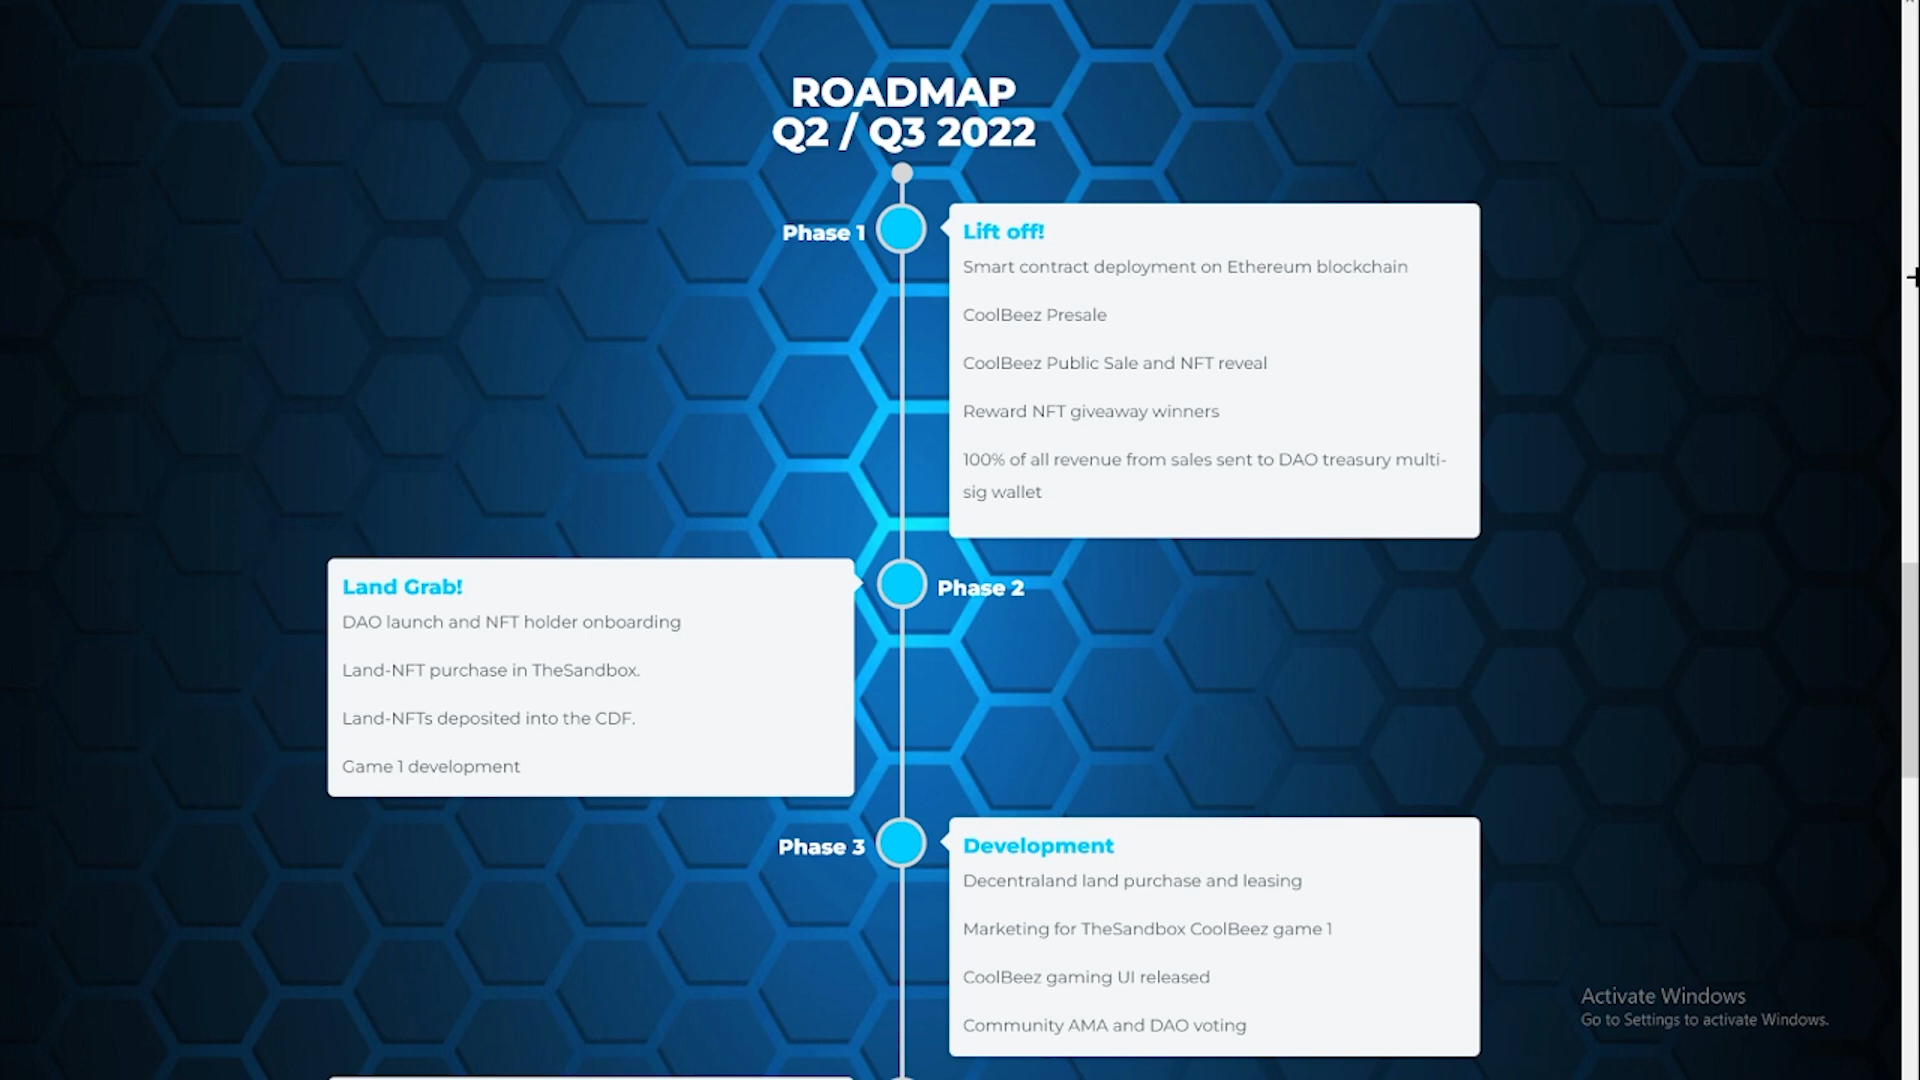 ROADMAP
Q2 / Q3 2022
Phase 1
Lift off!
Smart contract deployment on Ethereum blockchain
CoolBeez Presale
CoolBeez Public Sale and NFT reveal
Reward NFT giveaway winners
100% of all revenue from sales sent to DAO treasury multi-
sig wallet
Land Grab!
DAO launch and NFT holder onboarding
Land-NFT purchase in TheSandbox.
Land-NFTs deposited into the CDF.
Game 1 development
Phase 2
Phase 3
Development
Decentraland land purchase and leasing
Marketing for TheSandbox CoolBeez game 1
CoolBeez gaming UI released
Community AMA and DAO voting
Activate Windows
Go to Settings to activate Windows.